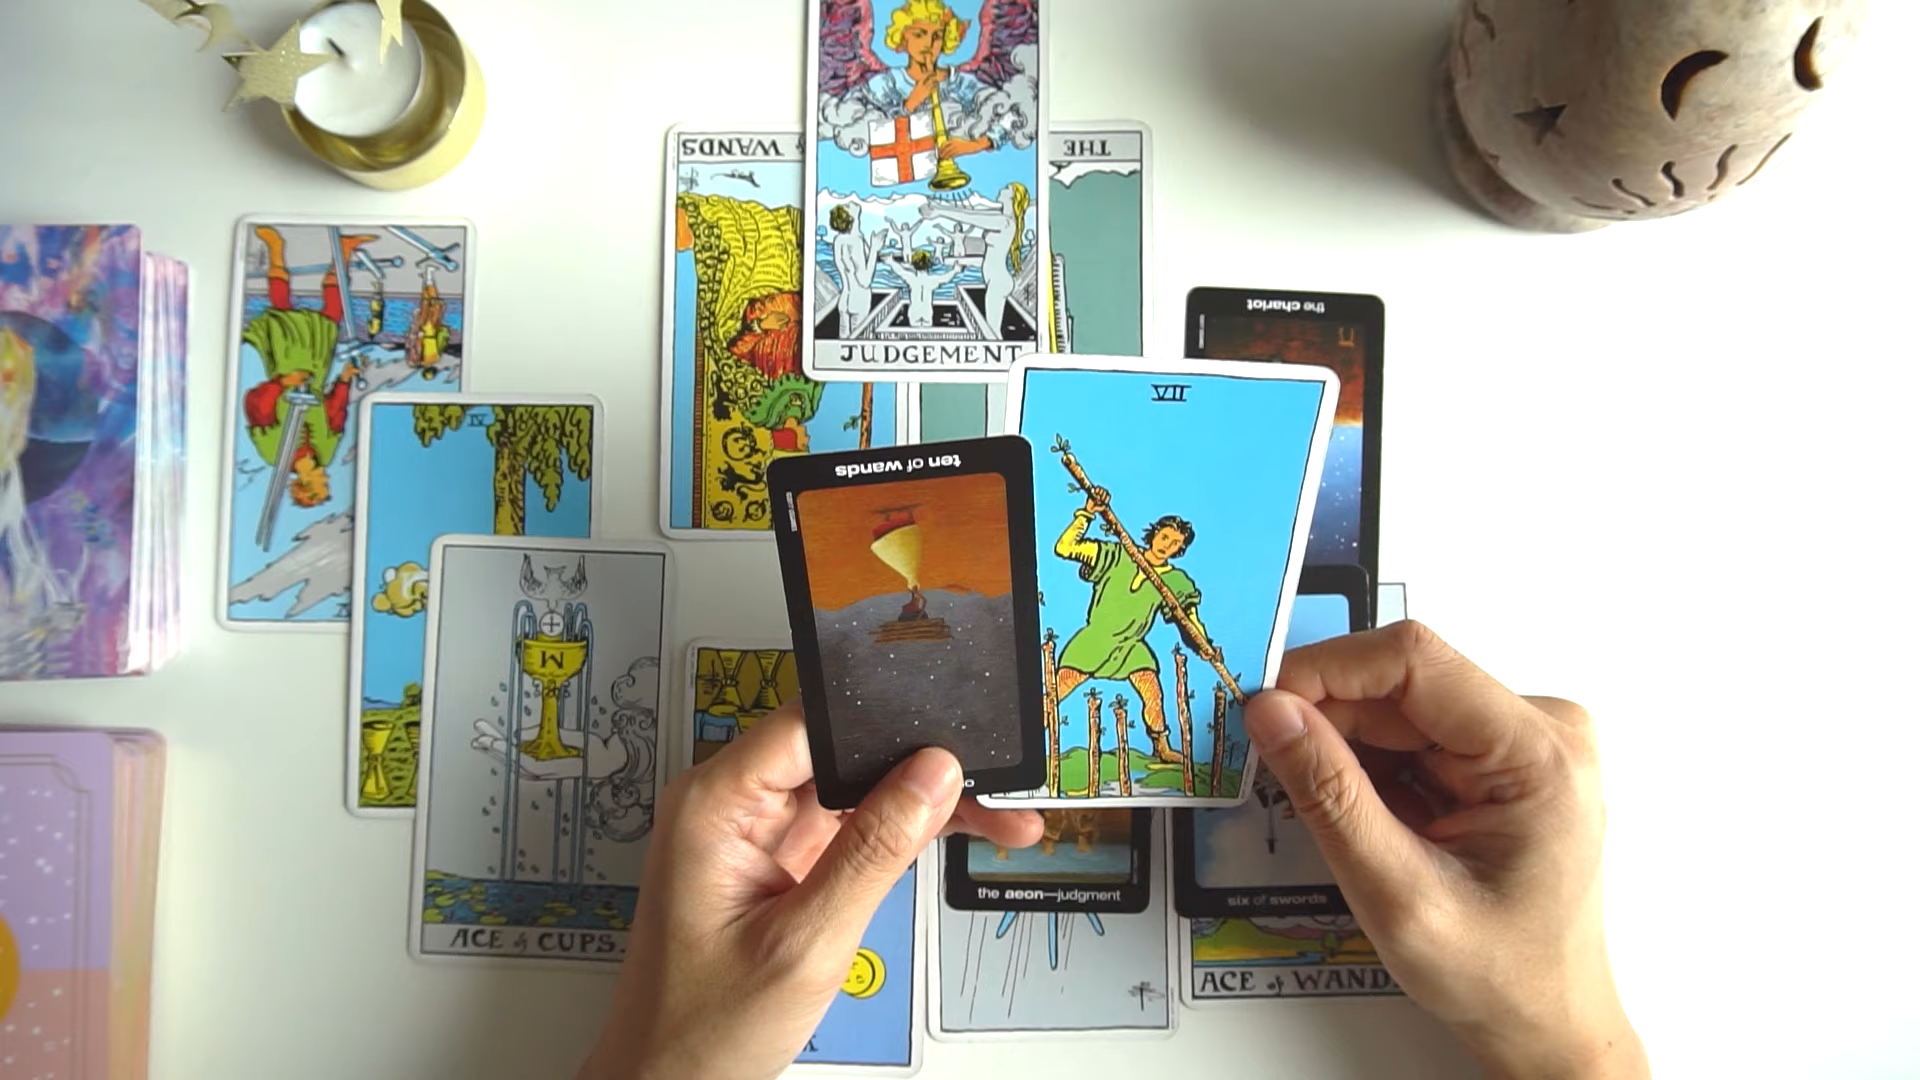 WANDS
THE
JUDGEMENT
the chariot
VII
ten of wands
IV
M
ACE of CUPS.
the aeon—judgment
six of swords
ACE of WANDS